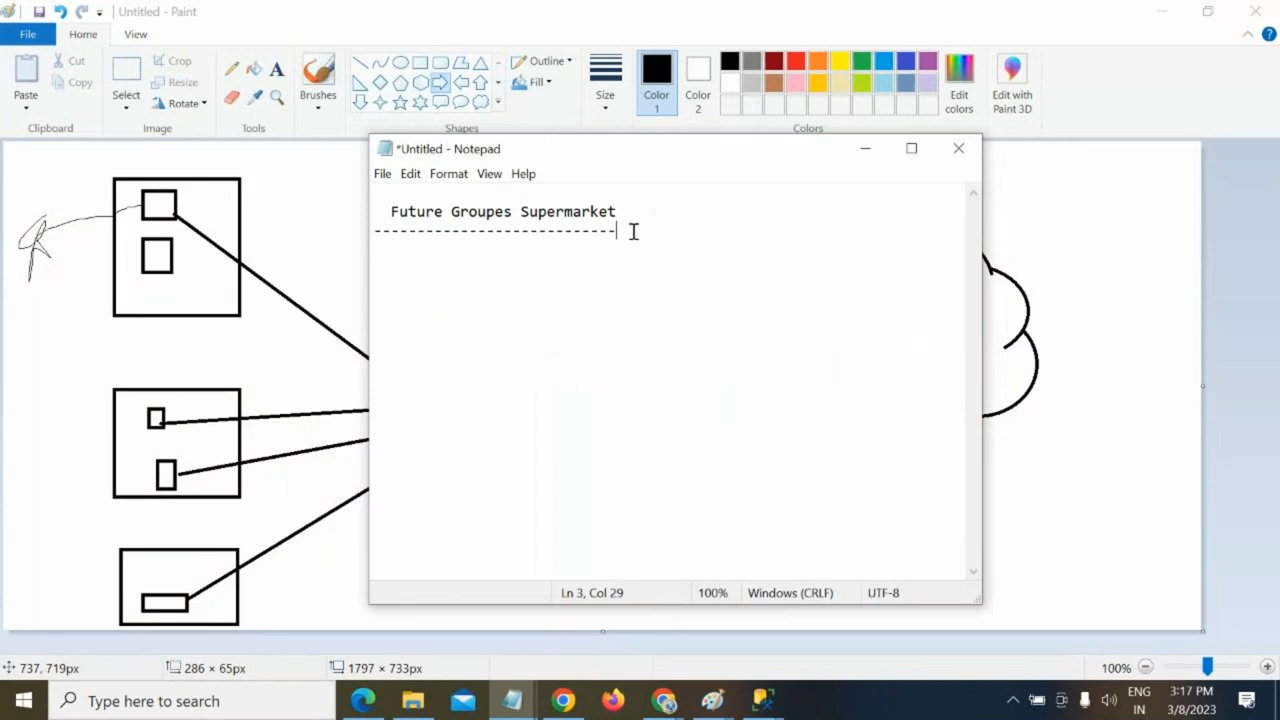 Untitled - Paint
File Home View
Paste
Cut
Copy
Clipboard
Select
Crop
Resize
Rotate
Image
Tools
Brushes
Outline
Fill
Shapes
Size
Color 1
Color 2
Edit colors
Edit with Paint 3D
Colors
*Untitled - Notepad
File Edit Format View Help
Future Groupes Supermarket
----------------------------
Ln 3, Col 29 100% Windows (CRLF) UTF-8
737, 719px 286 × 65px 1797 × 733px 100%
Type here to search
ENG
IN
3:17 PM
3/8/2023